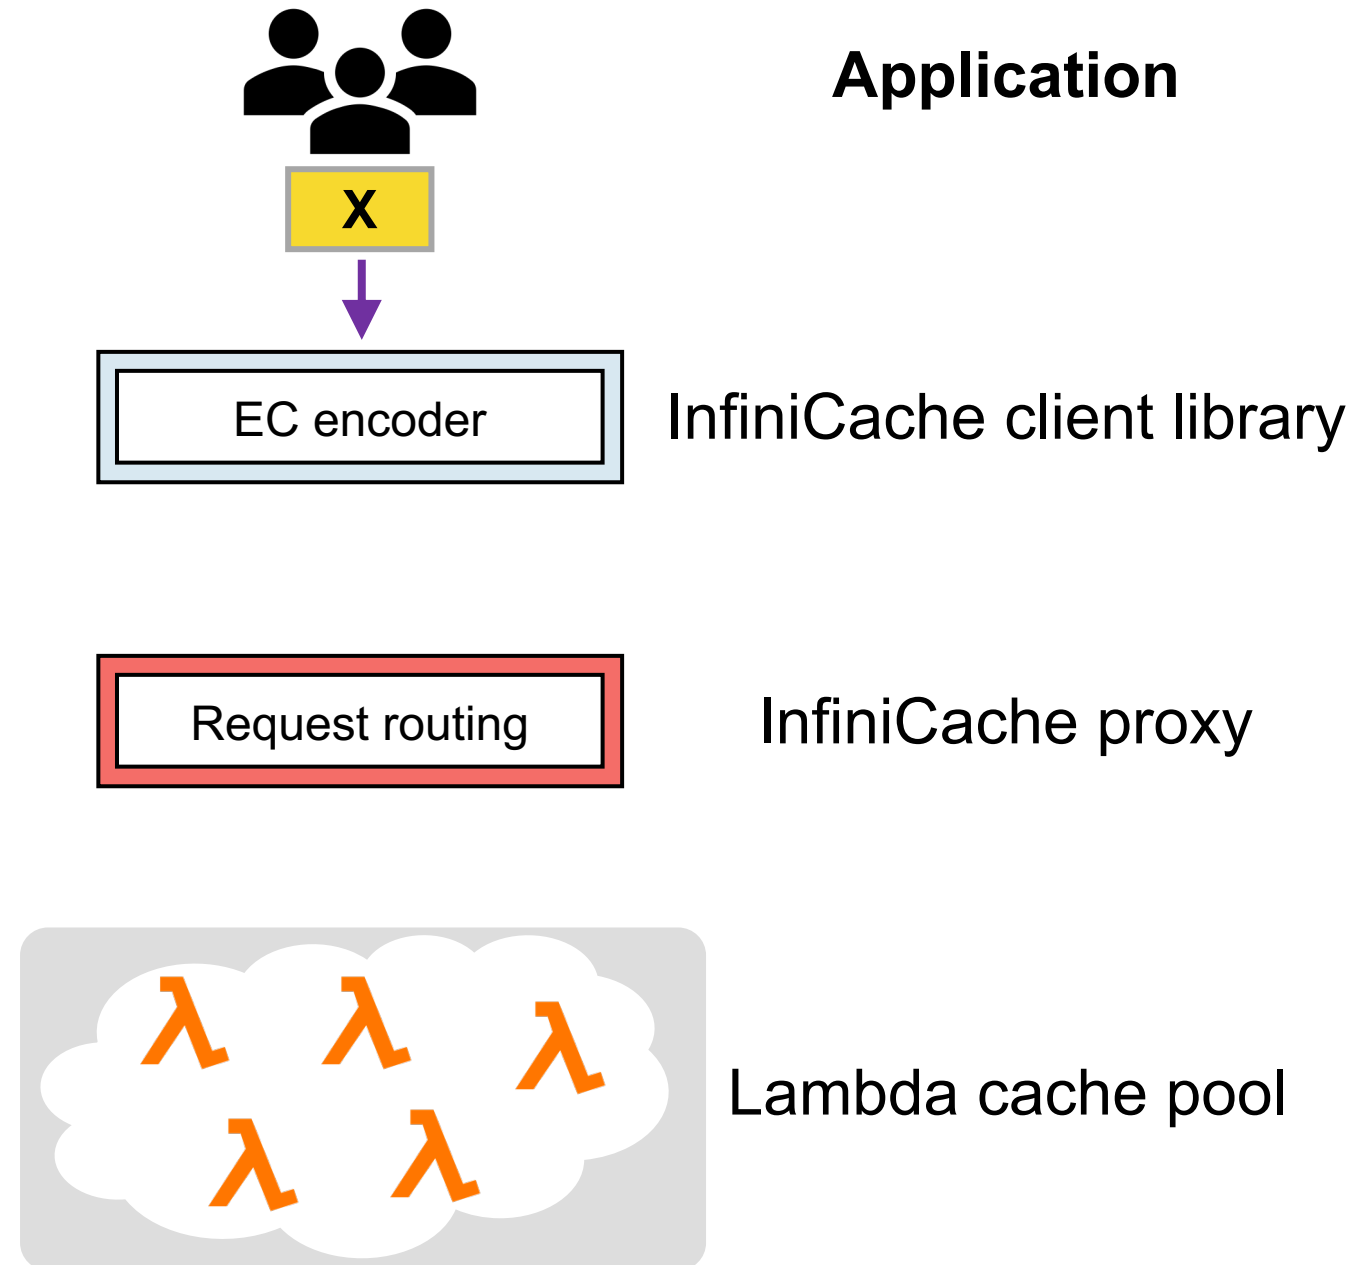 Application
X
EC encoder
InfiniCache client library
Request routing
InfiniCache proxy
λ λ λ
λ λ
Lambda cache pool